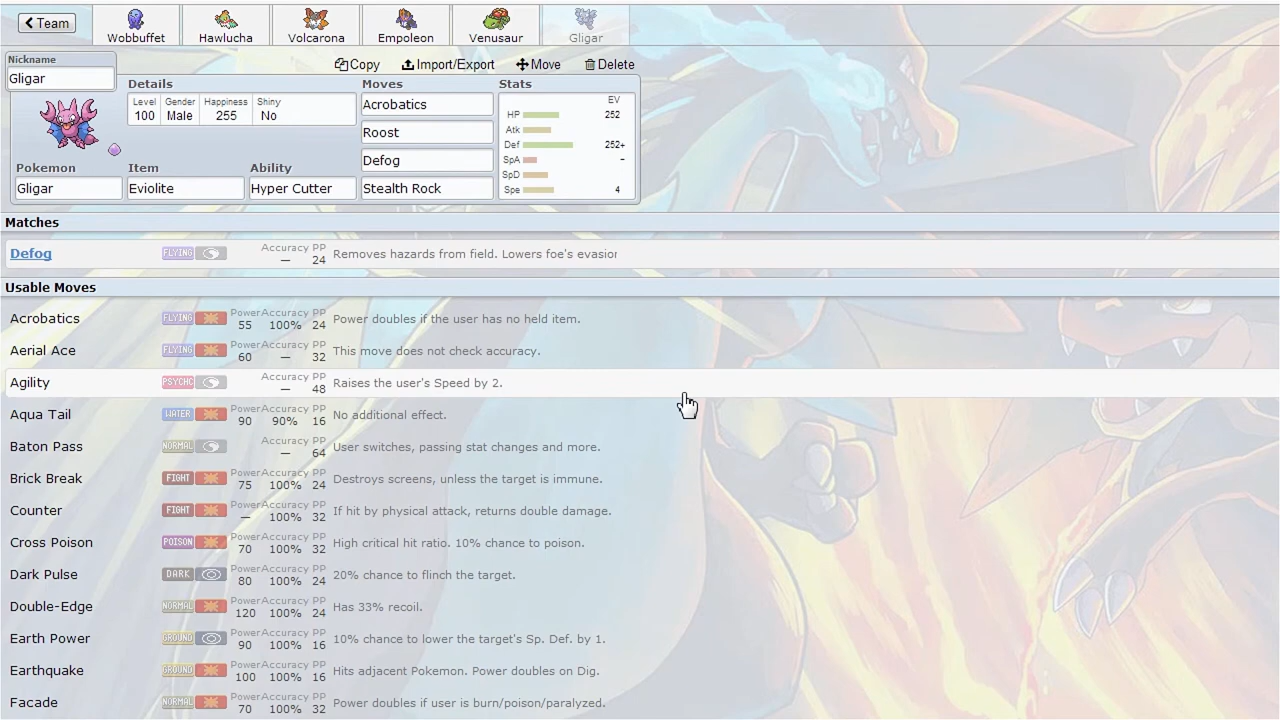 Team
Wobbuffet
Hawlucha
Volcarona
Empoleon
Venusaur
Gligar
Nickname
Gligar
Copy
Import/Export
Move
Delete
Details
Level Gender Happiness Shiny
100 Male 255 No
Moves
Acrobatics
Roost
Defog
Stealth Rock
Stats
EV
HP 252
Atk
Def 252+
SpA -
SpD
Spe 4
Pokemon
Gligar
Item
Eviolite
Ability
Hyper Cutter
Matches
Defog FLYING Accuracy — PP 24 Removes hazards from field. Lowers foe's evasion
Usable Moves
Acrobatics FLYING Power 55 Accuracy 100% PP 24 Power doubles if the user has no held item.
Aerial Ace FLYING Power 60 Accuracy — PP 32 This move does not check accuracy.
Agility PSYCHC Accuracy — PP 48 Raises the user's Speed by 2.
Aqua Tail WATER Power 90 Accuracy 90% PP 16 No additional effect.
Baton Pass NORMAL Accuracy — PP 64 User switches, passing stat changes and more.
Brick Break FIGHT Power 75 Accuracy 100% PP 24 Destroys screens, unless the target is immune.
Counter FIGHT Power — Accuracy 100% PP 32 If hit by physical attack, returns double damage.
Cross Poison POISON Power 70 Accuracy 100% PP 32 High critical hit ratio. 10% chance to poison.
Dark Pulse DARK Power 80 Accuracy 100% PP 24 20% chance to flinch the target.
Double-Edge NORMAL Power 120 Accuracy 100% PP 24 Has 33% recoil.
Earth Power GROUND Power 90 Accuracy 100% PP 16 10% chance to lower the target's Sp. Def. by 1.
Earthquake GROUND Power 100 Accuracy 100% PP 16 Hits adjacent Pokemon. Power doubles on Dig.
Facade NORMAL Power 70 Accuracy 100% PP 32 Power doubles if user is burn/poison/paralyzed.